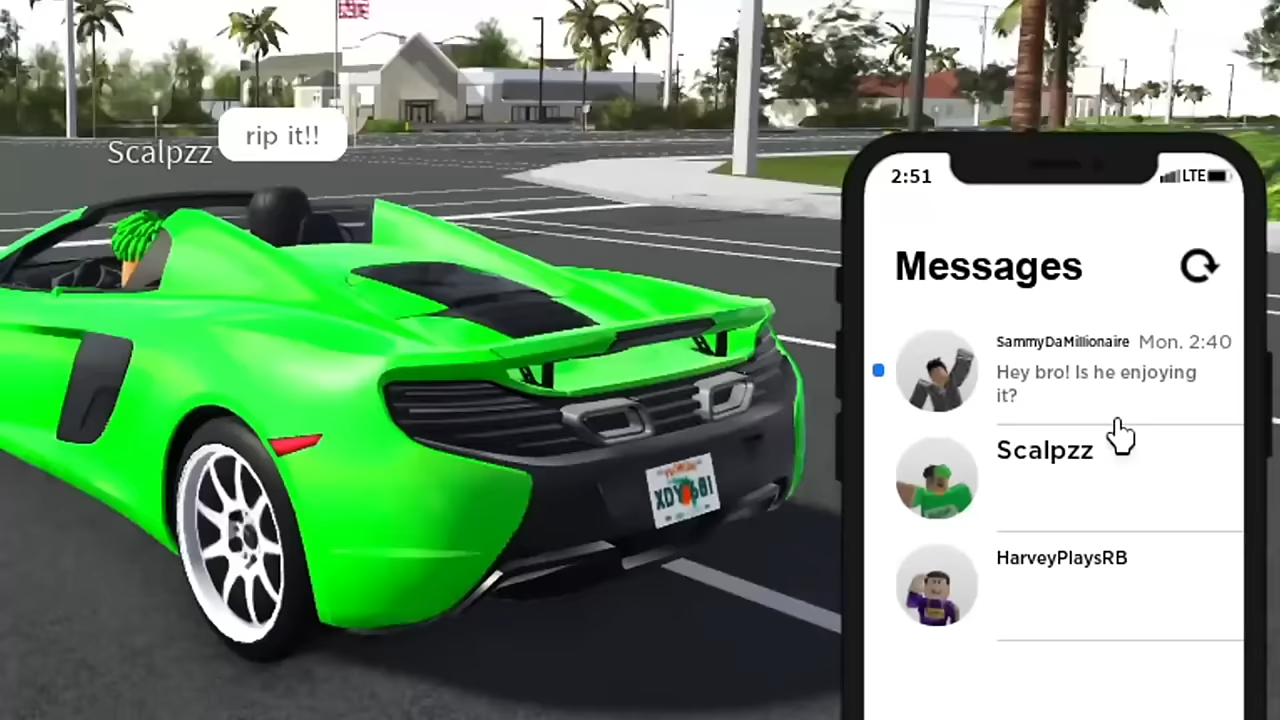 rip it!!
Scalpzz
2:51
LTE
Messages
SammyDaMillionaire Mon. 2:40
Hey bro! Is he enjoying
it?
Scalpzz
HarveyPlaysRB